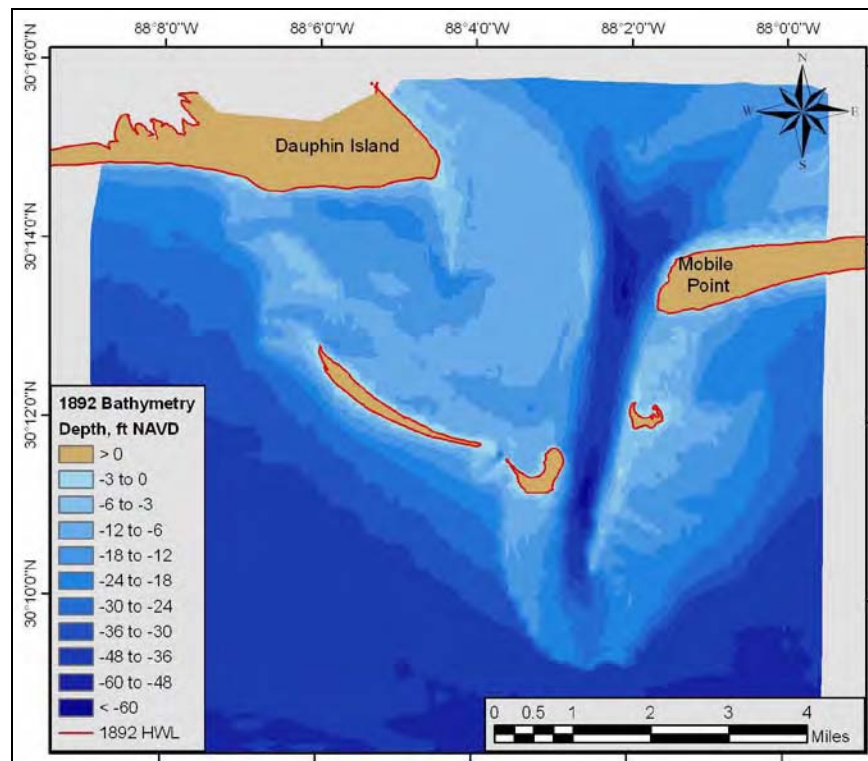 88°8'0"W 88°6'0"W 88°4'0"W 88°2'0"W 88°0'0"W
30°16'0"N
N
W E
S
Dauphin Island
30°14'0"N
Mobile
Point
30°12'0"N
1892 Bathymetry
Depth, ft NAVD
> 0
-3 to 0
-6 to -3
-12 to -6
-18 to -12
-24 to -18
-30 to -24
-36 to -30
-48 to -36
-60 to -48
< -60
1892 HWL
30°10'0"N
0 0.5 1 2 3 4
Miles